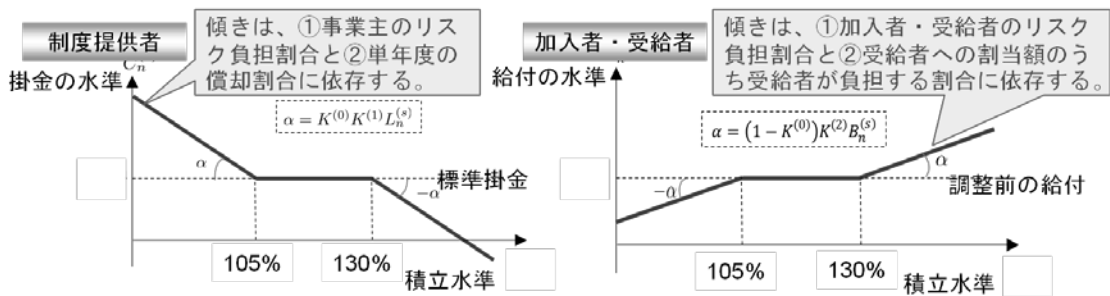 制度提供者
掛金の水準
傾きは、①事業主のリス
ク負担割合と②単年度の
償却割合に依存する。
α = K^{(0)}K^{(1)}L_n^{(s)}
α
-α
標準掛金
105%
130%
積立水準
加入者・受給者
給付の水準
傾きは、①加入者・受給者のリスク
負担割合と②受給者への割当額のう
ち受給者が負担する割合に依存する。
α = (1 − K^{(0)})K^{(2)}B_n^{(s)}
-α
α
調整前の給付
105%
130%
積立水準